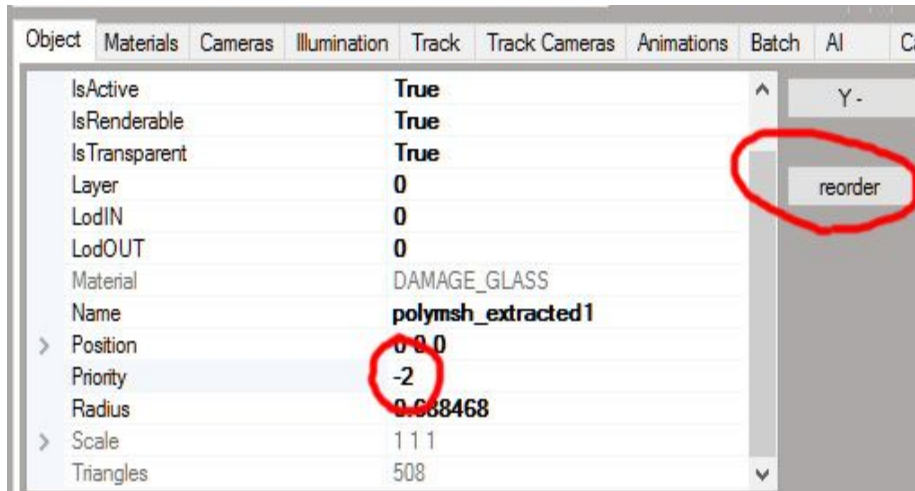 Object Materials Cameras Illumination Track Track Cameras Animations Batch AI
IsActive True
Y -
IsRenderable True
IsTransparent True
Layer 0
reorder
LodIN 0
LodOUT 0
Material DAMAGE_GLASS
Name polymsh_extracted1
Position 0 0 0
Priority -2
Radius 0.688468
Scale 1 1 1
Triangles 508